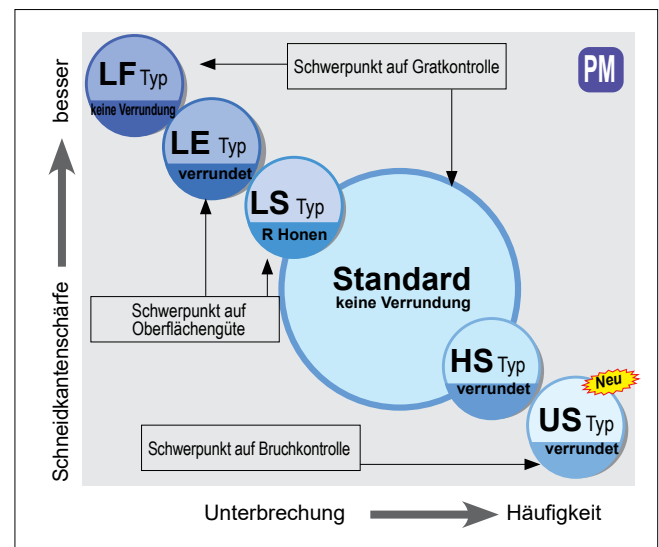 LF Typ
keine Verrundung
Schwerpunkt auf Gratkontrolle
PM
LE Typ
verrundet
LS Typ
R Honen
Standard
keine Verrundung
Schwerpunkt auf
Oberflächengüte
HS Typ
verrundet
Neu
US Typ
verrundet
Schwerpunkt auf Bruchkontrolle
Schneidkantenschärfe
besser
Unterbrechung
Häufigkeit